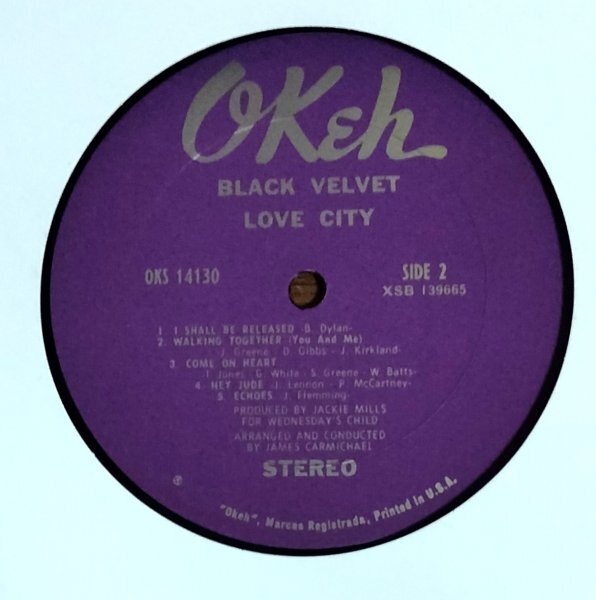 OKeh
BLACK VELVET
LOVE CITY
OKS 14130
SIDE 2
XSB 139665
1. I SHALL BE RELEASED -B. Dylan-
2. WALKING TOGETHER (You And Me)
J. Greene - D. Gibbs - J. Kirkland-
3. COME ON HEART
Jones - G. White - S. Greene - W. Batts-
4. HEY JUDE -J. Lennon - P. McCartney-
5. ECHOES -J. Flemming-
PRODUCED BY JACKIE MILLS
FOR WEDNESDAY'S CHILD
ARRANGED AND CONDUCTED
BY JAMES CARMICHAEL
STEREO
℗
"Okeh", Marcas Registrada, Printed in U.S.A.